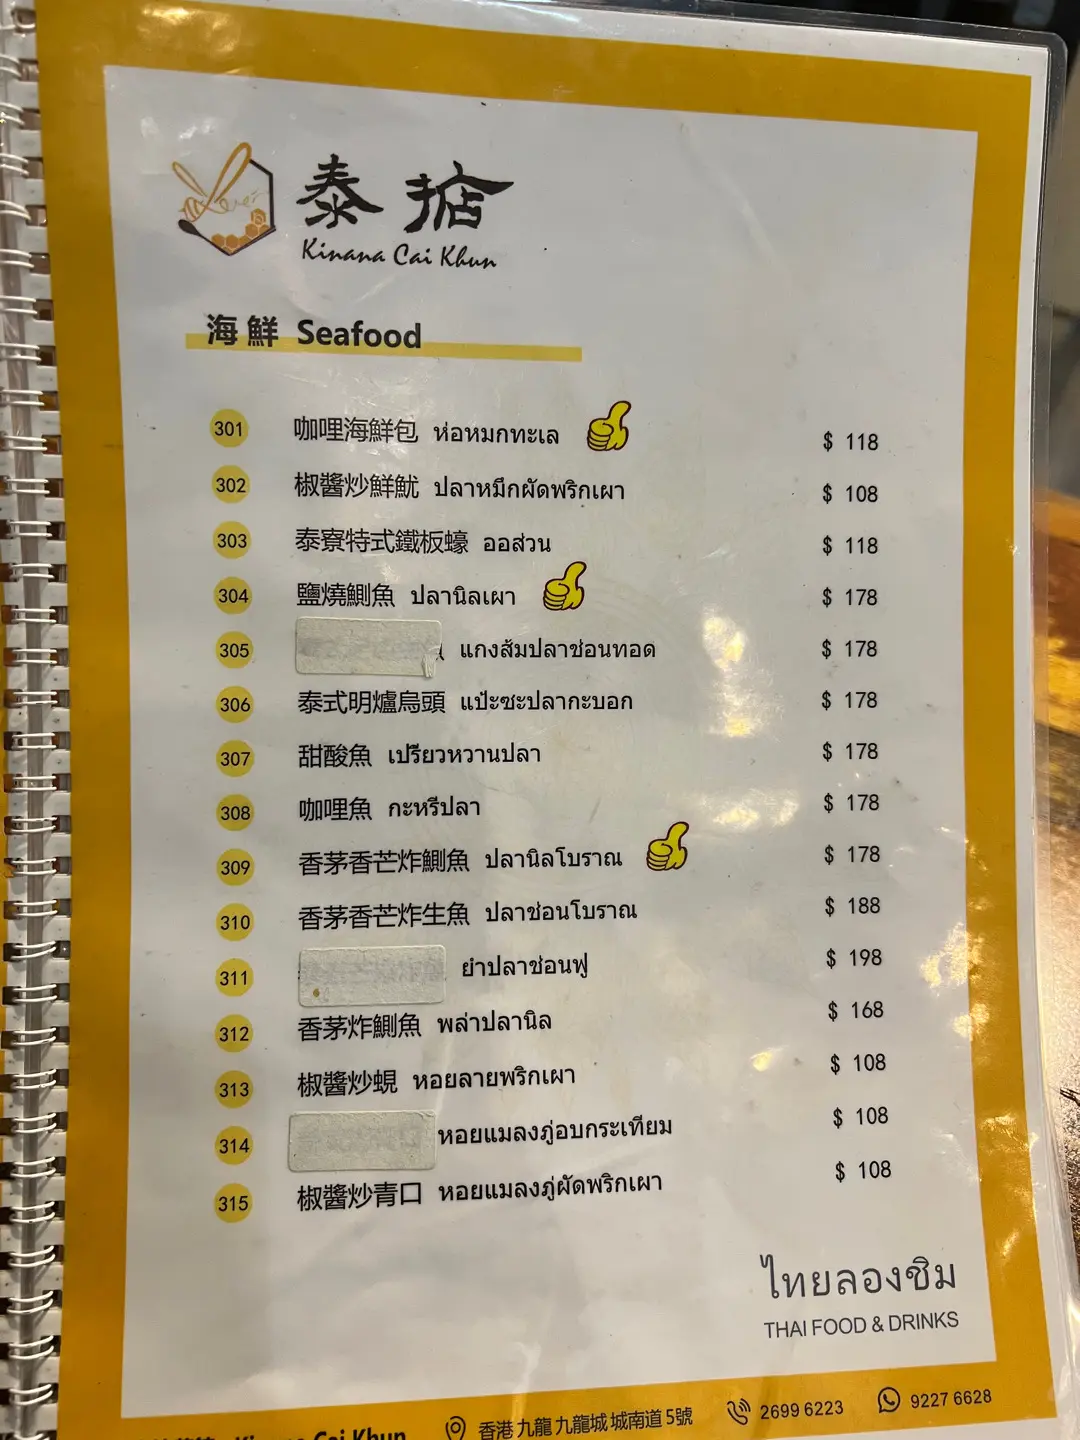 Lever
泰掂
Kinana Cai Khun
海鮮 Seafood
301 咖哩海鮮包 ห่อหมกทะเล $ 118
302 椒醬炒鮮魷 ปลาหมึกผัดพริกเผา $ 108
303 泰寮特式鐵板蠔 ออส่วน $ 118
304 鹽燒鰂魚 ปลานิลเผา $ 178
305 แกงส้มปลาช่อนทอด $ 178
306 泰式明爐烏頭 แป๊ะซะปลากะบอก $ 178
307 甜酸魚 เปรียวหวานปลา $ 178
308 咖哩魚 กะหรีปลา $ 178
309 香茅香芒炸鰂魚 ปลานิลโบราณ $ 178
310 香茅香芒炸生魚 ปลาช่อนโบราณ $ 188
311 ยำปลาช่อนฟู $ 198
312 香茅炸鰂魚 พล่าปลานิล $ 168
313 椒醬炒蜆 หอยลายพริกเผา $ 108
314 หอยแมลงภู่อบกระเทียม $ 108
315 椒醬炒青口 หอยแมลงภู่ผัดพริกเผา $ 108
ไทยลองชิม
THAI FOOD & DRINKS
Kinana Cai Khun 香港九龍九龍城城南道5號 2699 6223 9227 6628